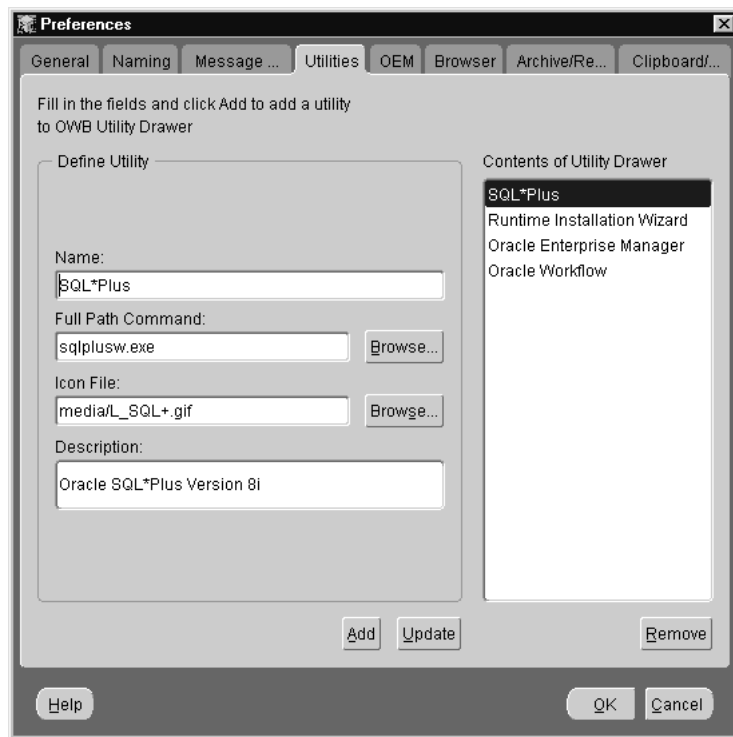 Preferences
General Naming Message ... Utilities OEM Browser Archive/Re... Clipboard/...
Fill in the fields and click Add to add a utility
to OWB Utility Drawer
Define Utility
Name:
SQL*Plus
Full Path Command:
sqlplusw.exe Browse...
Icon File:
media/L_SQL+.gif Browse...
Description:
Oracle SQL*Plus Version 8i
Add Update
Contents of Utility Drawer
SQL*Plus
Runtime Installation Wizard
Oracle Enterprise Manager
Oracle Workflow
Remove
Help OK Cancel